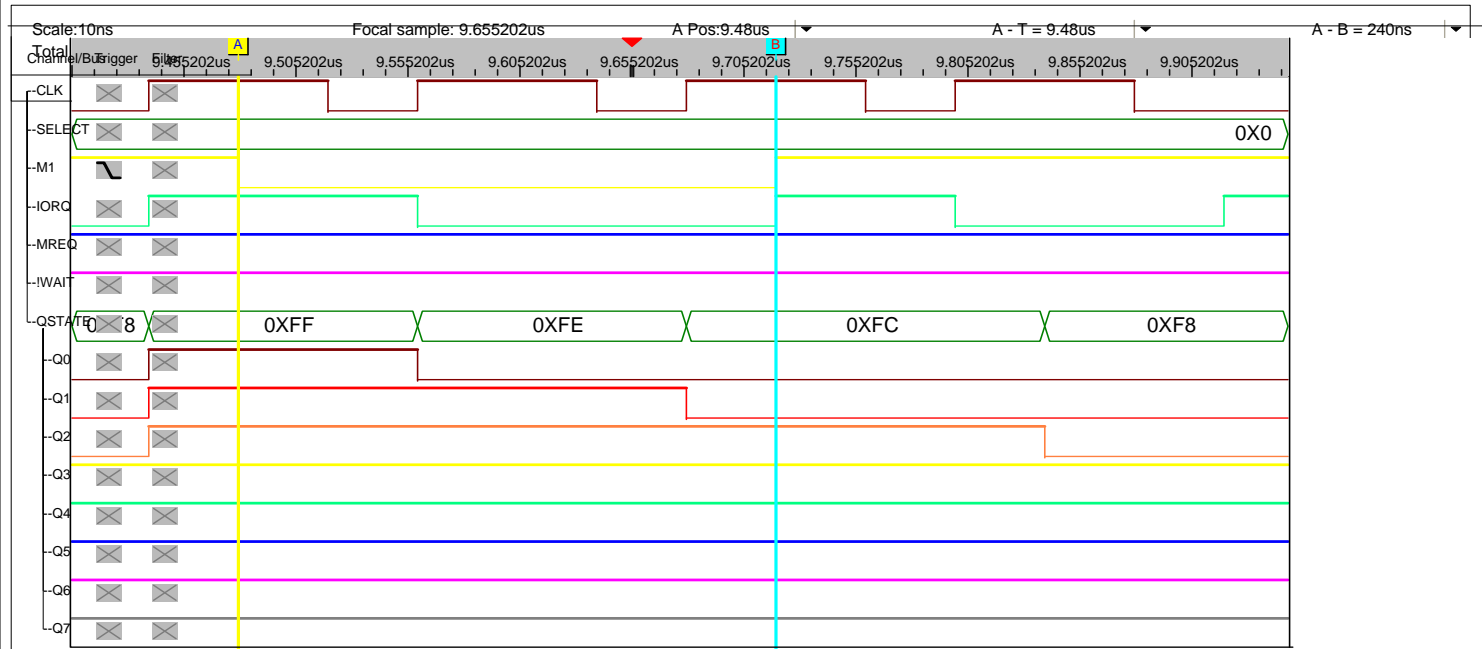 Scale:10ns Focal sample: 9.655202us A Pos:9.48us A - T = 9.48us A - B = 240ns
Total
Channel/Bus Trigger Filter 9.455202us 9.505202us 9.555202us 9.605202us 9.655202us 9.705202us 9.755202us 9.805202us 9.855202us 9.905202us
A B
CLK
SELECT 0X0
M1
IORQ
MREQ
!WAIT
QSTATE 0XFF 0XFE 0XFC 0XF8
Q0
Q1
Q2
Q3
Q4
Q5
Q6
Q7